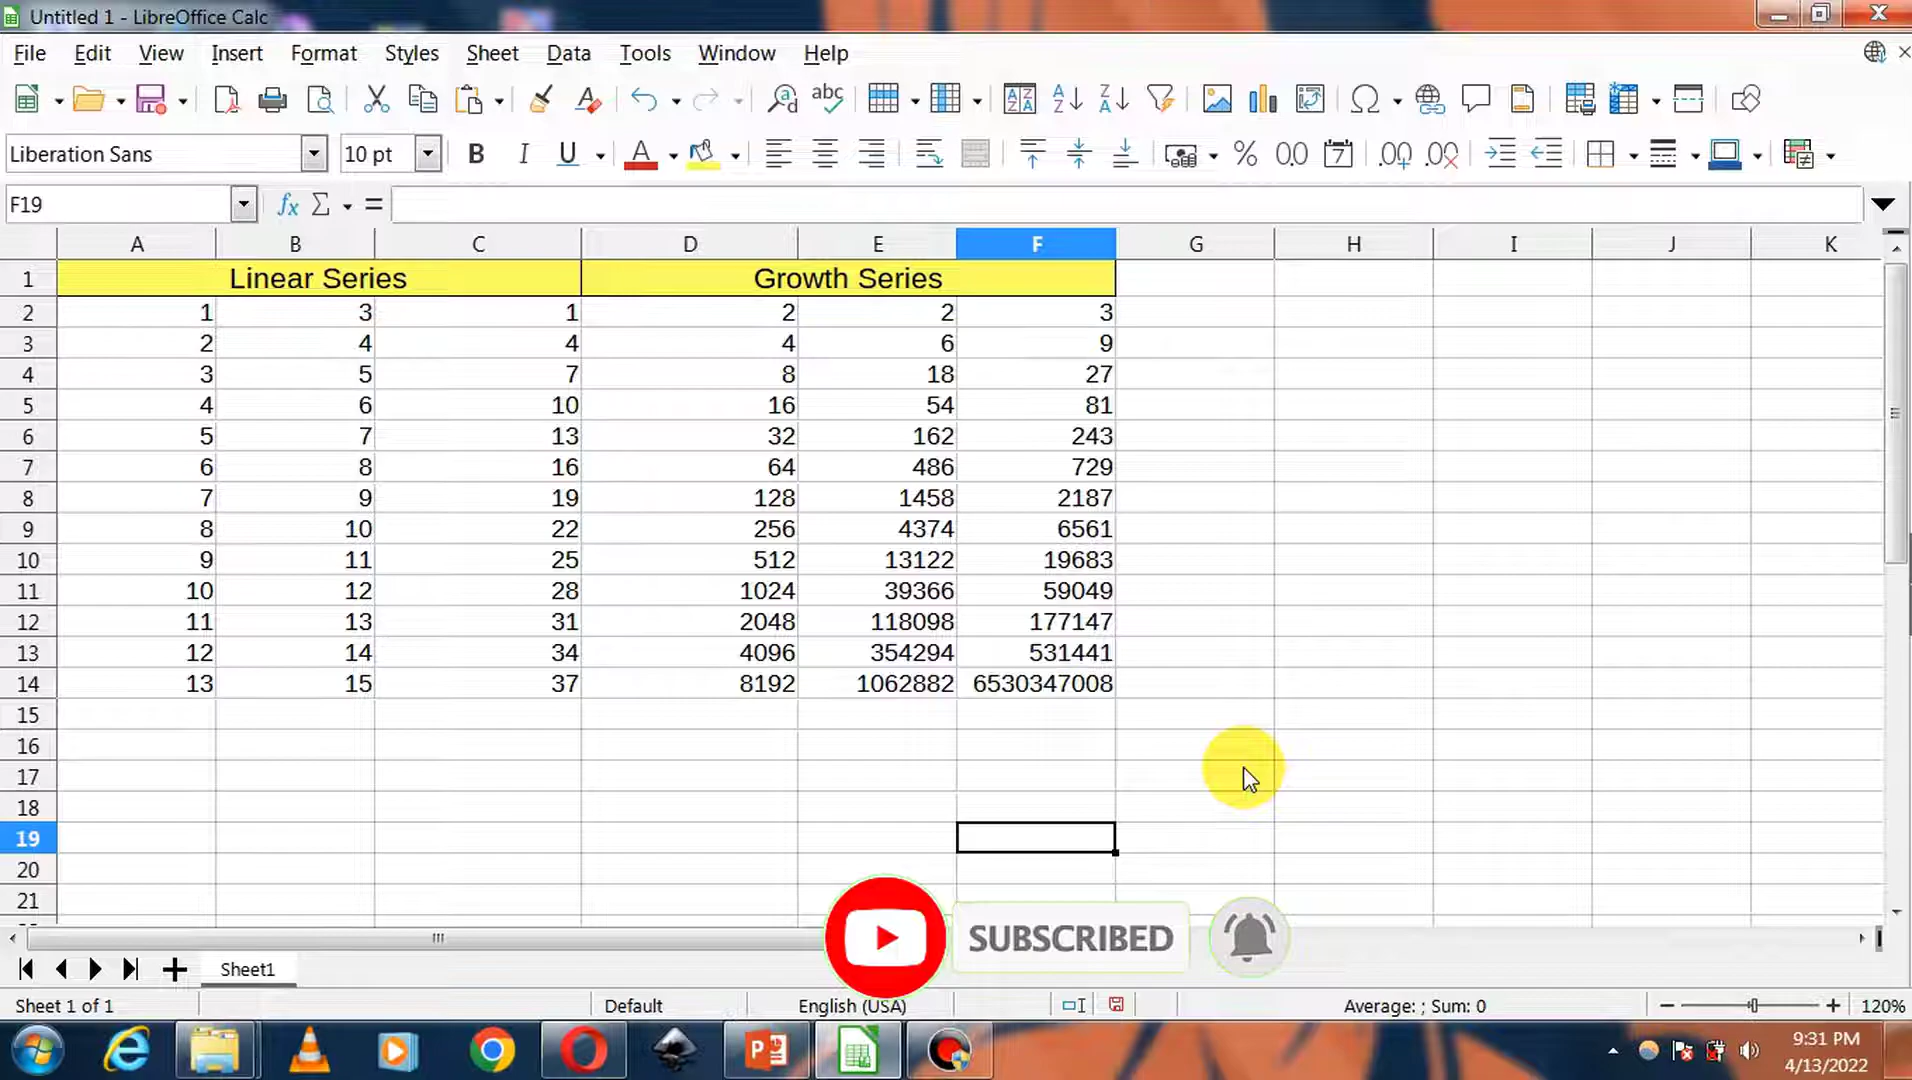 Untitled 1 - LibreOffice Calc
File Edit View Insert Format Styles Sheet Data Tools Window Help
Liberation Sans 10 pt
F19
A B C D E F G H I J K
1 Linear Series Growth Series
2 1 3 1 2 2 3
3 2 4 4 4 6 9
4 3 5 7 8 18 27
5 4 6 10 16 54 81
6 5 7 13 32 162 243
7 6 8 16 64 486 729
8 7 9 19 128 1458 2187
9 8 10 22 256 4374 6561
10 9 11 25 512 13122 19683
11 10 12 28 1024 39366 59049
12 11 13 31 2048 118098 177147
13 12 14 34 4096 354294 531441
14 13 15 37 8192 1062882 6530347008
15
16
17
18
19
20
21
SUBSCRIBED
Sheet1
Sheet 1 of 1 Default English (USA) Average: ; Sum: 0 120%
9:31 PM
4/13/2022